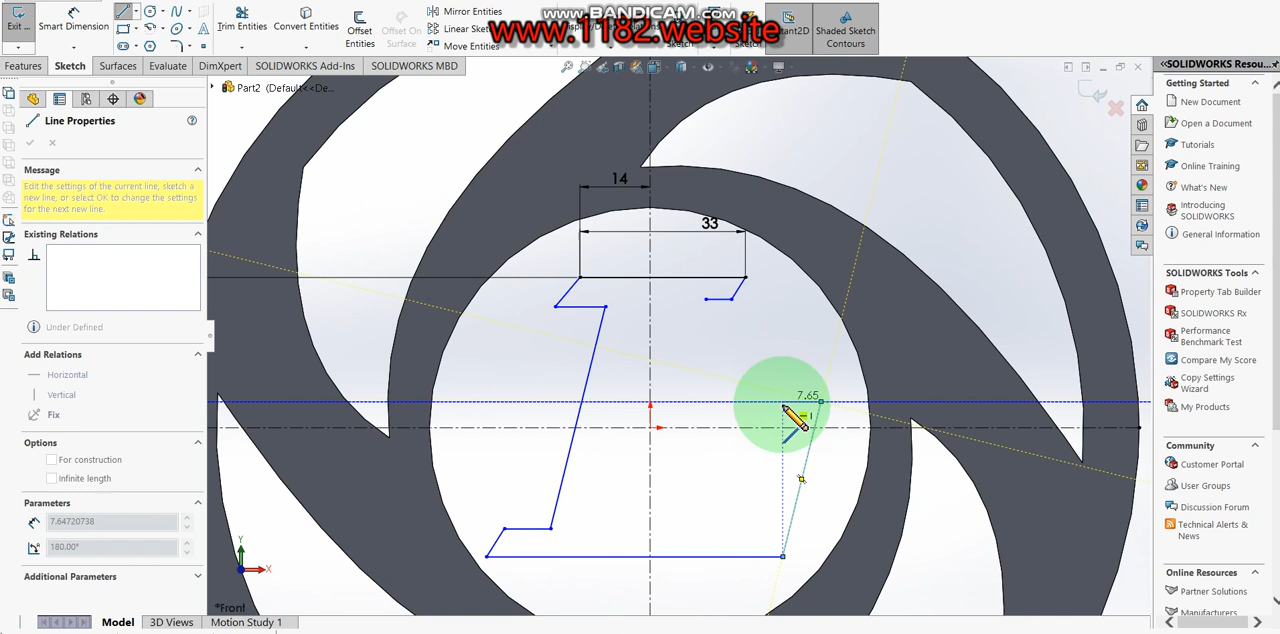 www.BANDICAM.com
www.1182.website
Exit ...
Smart Dimension
Trim Entities
Convert Entities
Offset Entities
Offset On Surface
Mirror Entities
Linear Sketch
Move Entities
Shaded Sketch Contours
Features
Sketch
Surfaces
Evaluate
DimXpert
SOLIDWORKS Add-Ins
SOLIDWORKS MBD
Part2 (Default<<De...
Line Properties
Message
Edit the settings of the current line, sketch a
new line, or select OK to change the settings
for the next new line.
Existing Relations
Under Defined
Add Relations
Horizontal
Vertical
Fix
Options
For construction
Infinite length
Parameters
7.64720738
180.00°
Additional Parameters
14
33
7.65
Y
X
*Front
Model
3D Views
Motion Study 1
SOLIDWORKS Resou...
Getting Started
New Document
Open a Document
Tutorials
Online Training
What's New
Introducing SOLIDWORKS
General Information
SOLIDWORKS Tools
Property Tab Builder
SOLIDWORKS Rx
Performance Benchmark Test
Compare My Score
Copy Settings Wizard
My Products
Community
Customer Portal
User Groups
Discussion Forum
Technical Alerts & News
Online Resources
Partner Solutions
Manufacturers